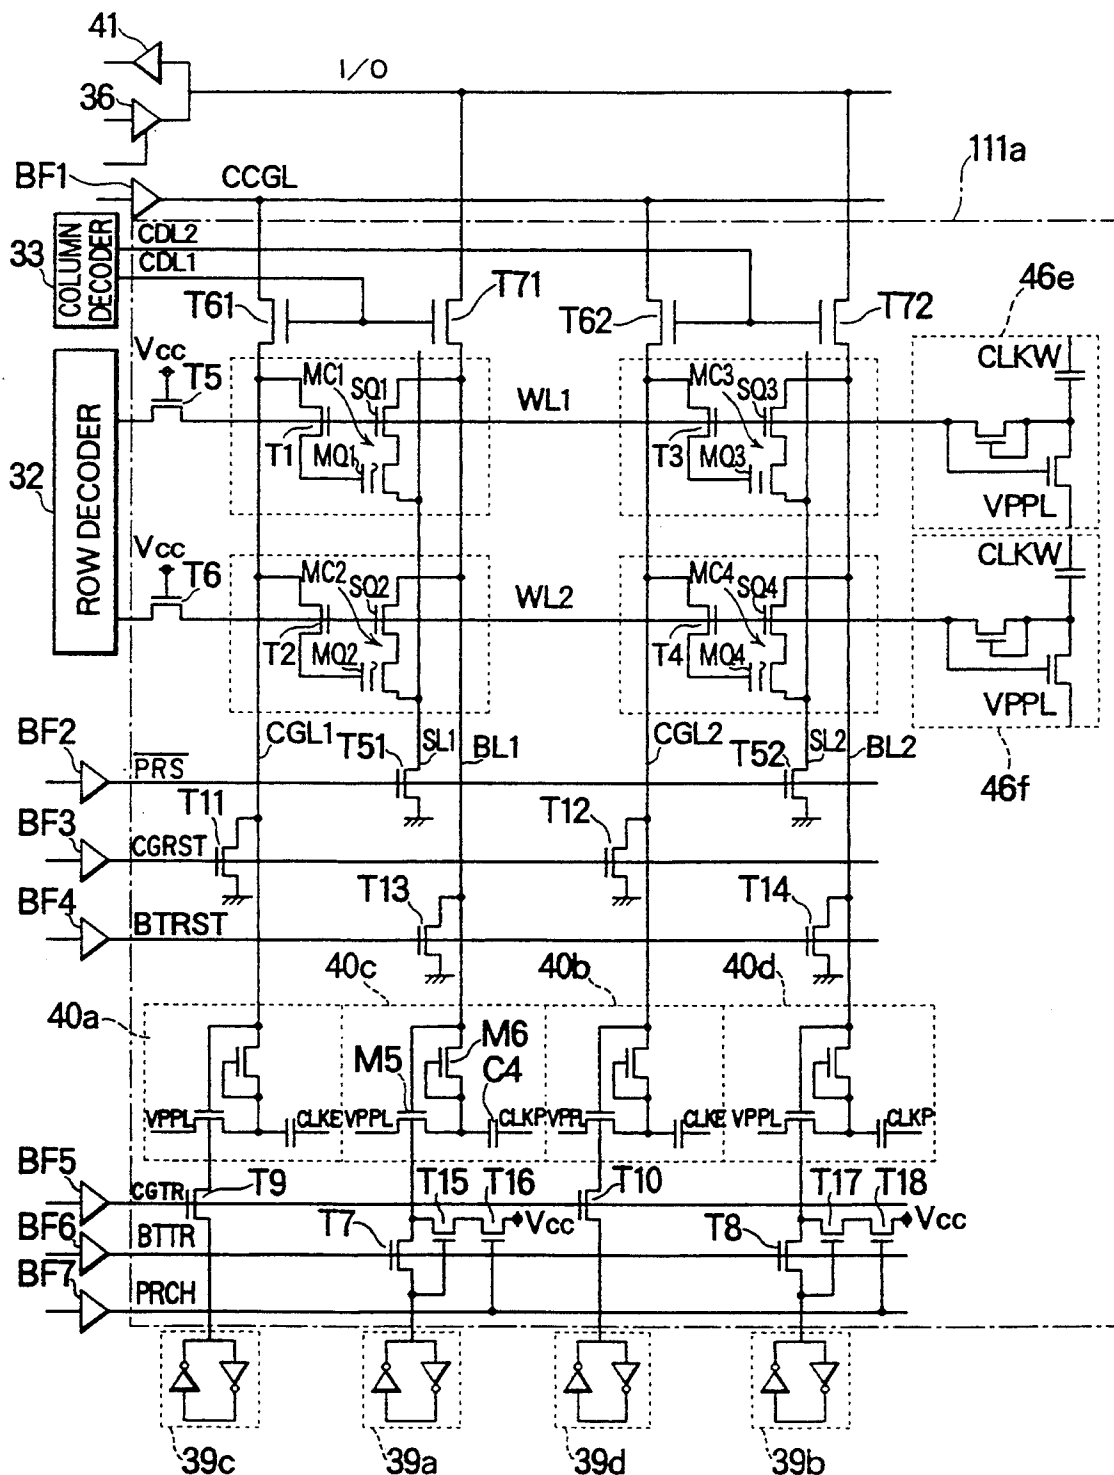 41
I/O
36
111a
BF1
CCGL
33
COLUMN
DECODER
CDL2
CDL1
T61
T71
T62
T72
46e
Vcc
T5
MC1
SQ1
WL1
MC3
SQ3
CLKW
T1
MQ1
T3
MQ3
VPPL
32
ROW DECODER
Vcc
T6
MC2
SQ2
WL2
MC4
SQ4
CLKW
T2
MQ2
T4
MQ4
VPPL
BF2
PRS
CGL1
T51
SL1
BL1
CGL2
T52
SL2
BL2
46f
BF3
CGRST
T11
T12
BF4
BTRST
T13
T14
40a
40c
40b
40d
M5
M6
C4
VPPL
CLKE
VPPL
CLKP
VPPL
CLKE
VPPL
CLKP
BF5
CGTR
T9
T15
T16
T10
T17
T18
BF6
BTTR
T7
Vcc
T8
Vcc
BF7
PRCH
39c
39a
39d
39b